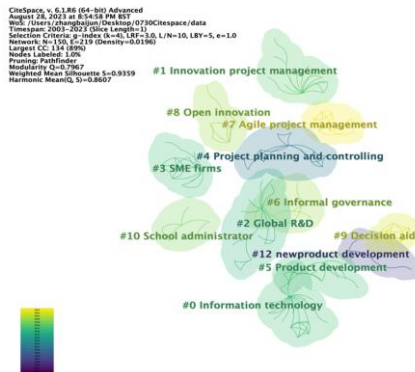 CiteSpace, v. 6.1.R6 (64-bit) Advanced
August 28, 2023 at 8:54:58 PM BST
WoS: /Users/zhangbaijun/Desktop/0730Citespace/data
Timespan: 2003-2023 (Slice Length=1)
Selection Criteria: g-index (k=4), LRF=3.0, L/N=10, LBY=5, e=1.0
Network: N=150, E=219 (Density=0.0196)
Largest CC: 134 (89%)
Nodes Labeled: 1.0%
Pruning: Pathfinder
Modularity Q=0.7967
Weighted Mean Silhouette S=0.9359
Harmonic Mean(Q, S)=0.8607
#1 Innovation project management
#8 Open innovation
#7 Agile project management
#4 Project planning and controlling
#3 SME firms
#6 Informal governance
#2 Global R&D
#10 School administrator
#9 Decision aid
#12 newproduct development
#5 Product development
#0 Information technology